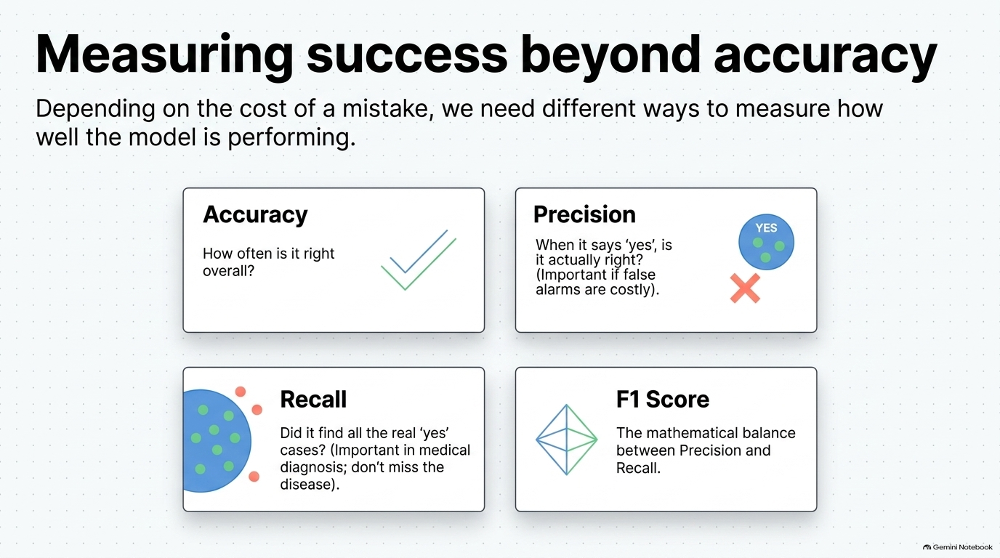 Measuring success beyond accuracy
Depending on the cost of a mistake, we need different ways to measure how
well the model is performing.
Accuracy
How often is it right
overall?
Precision
When it says ‘yes’, is
it actually right?
(Important if false
alarms are costly).
YES
Recall
Did it find all the real ‘yes’
cases? (Important in medical
diagnosis; don’t miss the
disease).
F1 Score
The mathematical balance
between Precision and
Recall.
Gemini Notebook